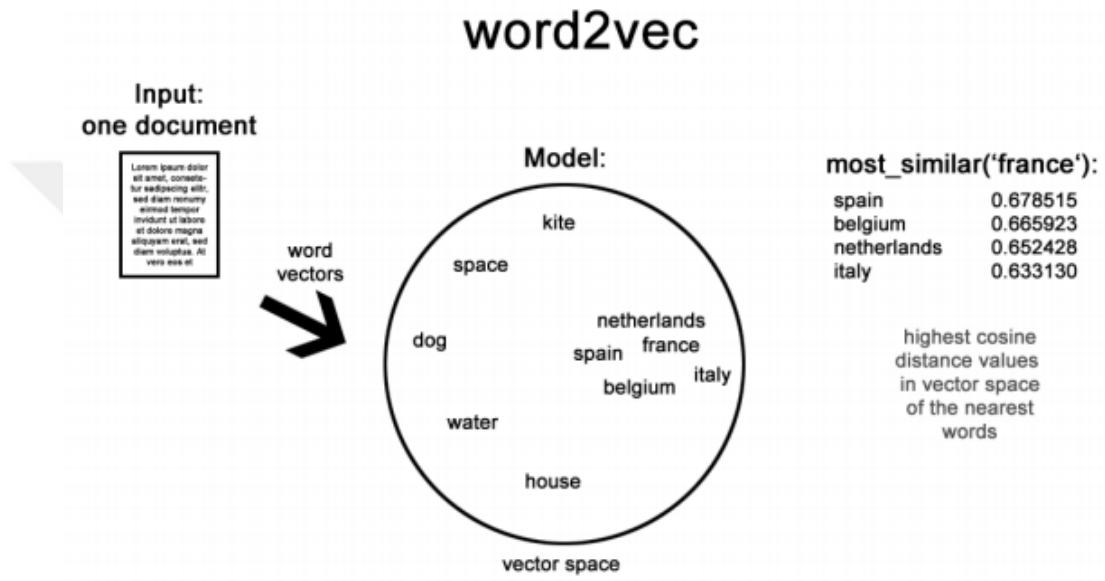 word2vec
Input:
one document
Lorem ipsum dolor
sit amet, consete-
tur sadipscing elitr,
sed diam nonumy
eirmod tempor
invidunt ut labore
et dolore magna
aliquyam erat, sed
diam voluptua. At
vero eos et
word
vectors
Model:
kite
space
netherlands
dog
france
spain
italy
belgium
water
house
vector space
most_similar('france'):
spain 0.678515
belgium 0.665923
netherlands 0.652428
italy 0.633130
highest cosine
distance values
in vector space
of the nearest
words